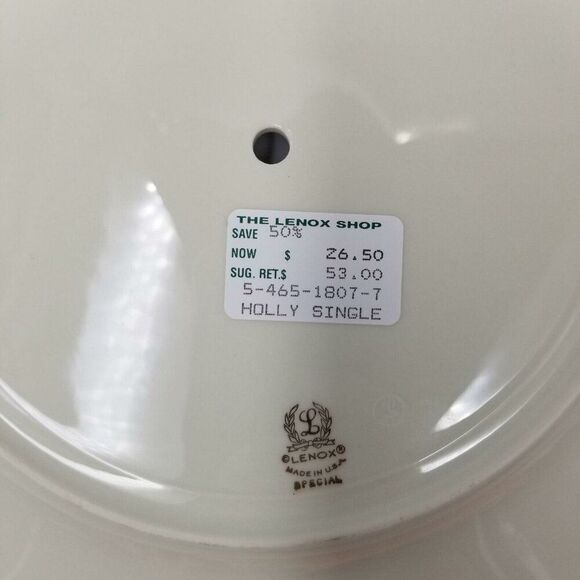 THE LENOX SHOP
SAVE 50%
NOW $ 26.50
SUG. RET.$ 53.00
5-465-1807-7
HOLLY SINGLE
L
©LENOX®
MADE IN U.S.A.
SPECIAL